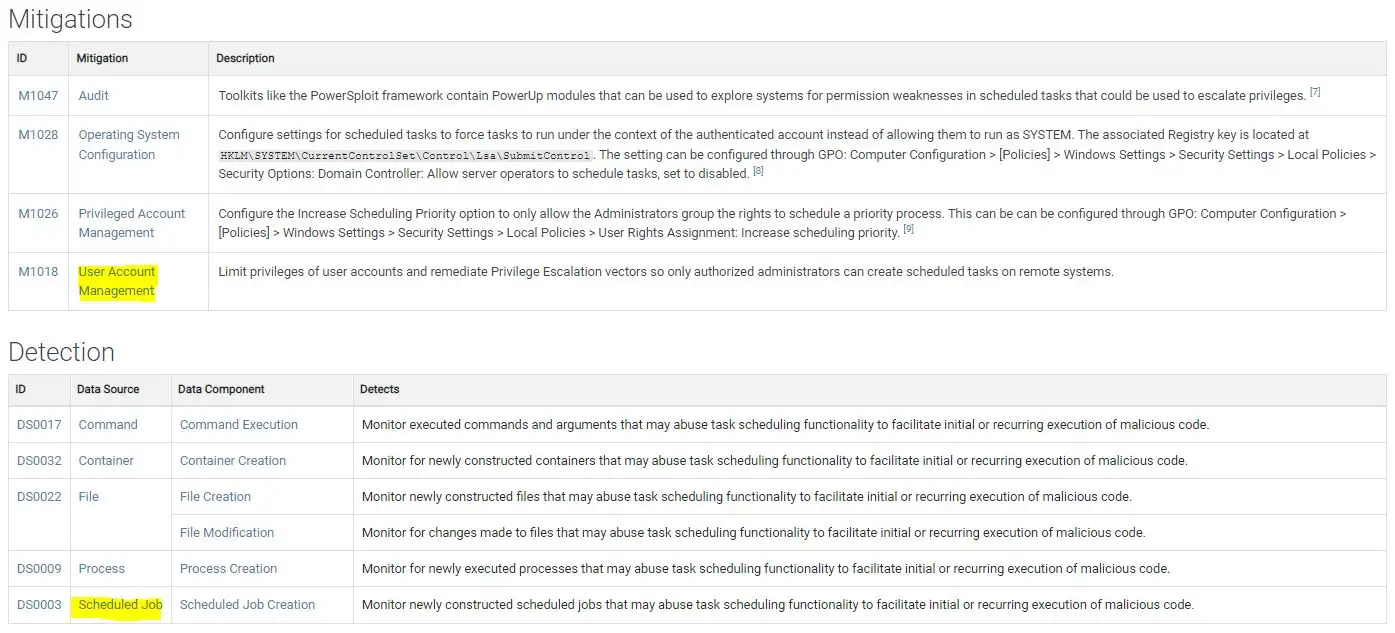 Mitigations
ID Mitigation Description
M1047 Audit Toolkits like the PowerSploit framework contain PowerUp modules that can be used to explore systems for permission weaknesses in scheduled tasks that could be used to escalate privileges. [7]
M1028 Operating System Configuration Configure settings for scheduled tasks to force tasks to run under the context of the authenticated account instead of allowing them to run as SYSTEM. The associated Registry key is located at
HKLM\SYSTEM\CurrentControlSet\Control\Lsa\SubmitControl. The setting can be configured through GPO: Computer Configuration > [Policies] > Windows Settings > Security Settings > Local Policies >
Security Options: Domain Controller: Allow server operators to schedule tasks, set to disabled. [8]
M1026 Privileged Account Management Configure the Increase Scheduling Priority option to only allow the Administrators group the rights to schedule a priority process. This can be can be configured through GPO: Computer Configuration >
[Policies] > Windows Settings > Security Settings > Local Policies > User Rights Assignment: Increase scheduling priority. [9]
M1018 User Account Management Limit privileges of user accounts and remediate Privilege Escalation vectors so only authorized administrators can create scheduled tasks on remote systems.
Detection
ID Data Source Data Component Detects
DS0017 Command Command Execution Monitor executed commands and arguments that may abuse task scheduling functionality to facilitate initial or recurring execution of malicious code.
DS0032 Container Container Creation Monitor for newly constructed containers that may abuse task scheduling functionality to facilitate initial or recurring execution of malicious code.
DS0022 File File Creation Monitor newly constructed files that may abuse task scheduling functionality to facilitate initial or recurring execution of malicious code.
File Modification Monitor for changes made to files that may abuse task scheduling functionality to facilitate initial or recurring execution of malicious code.
DS0009 Process Process Creation Monitor for newly executed processes that may abuse task scheduling functionality to facilitate initial or recurring execution of malicious code.
DS0003 Scheduled Job Scheduled Job Creation Monitor newly constructed scheduled jobs that may abuse task scheduling functionality to facilitate initial or recurring execution of malicious code.